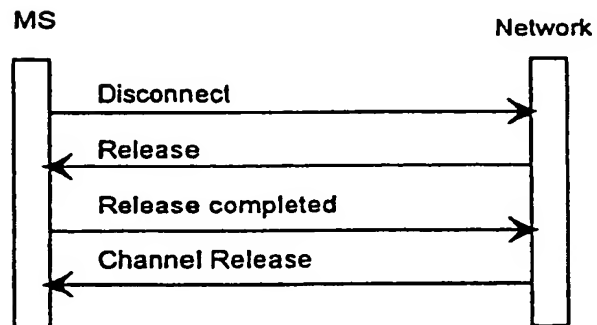 MS
Network
Disconnect
Release
Release completed
Channel Release